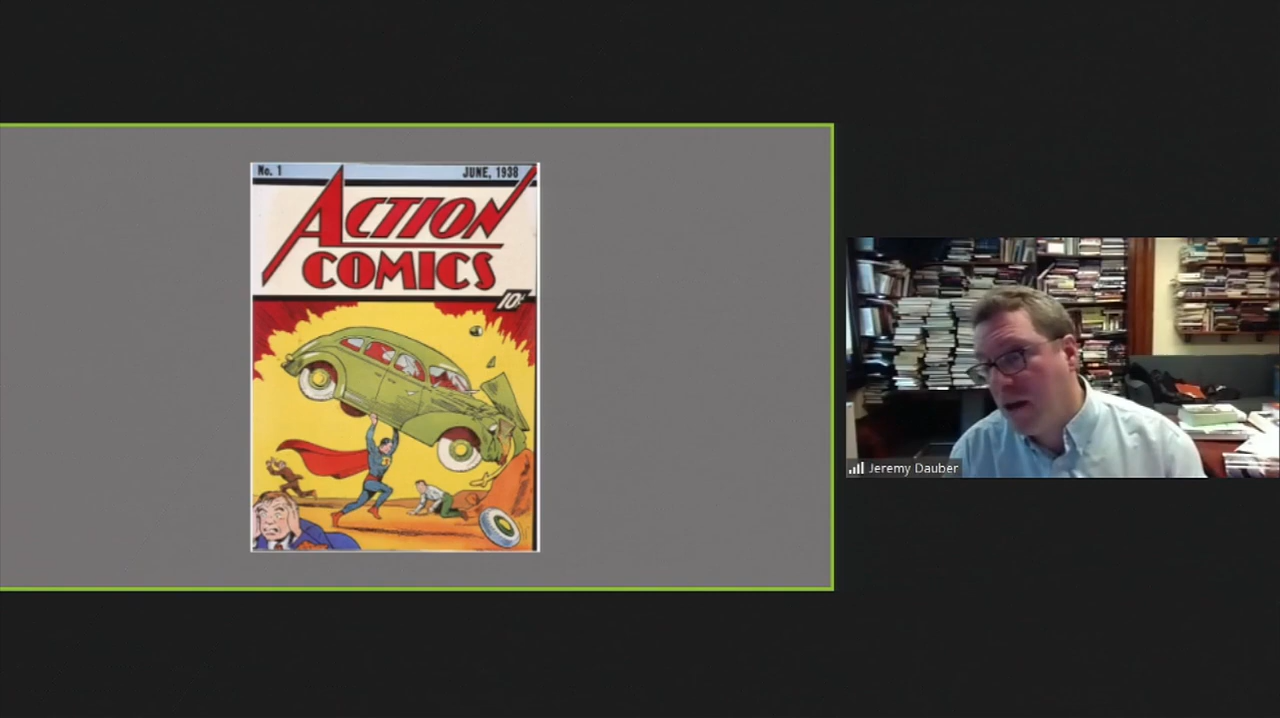 No. 1
JUNE, 1938
ACTION
COMICS
10¢
Jeremy Dauber